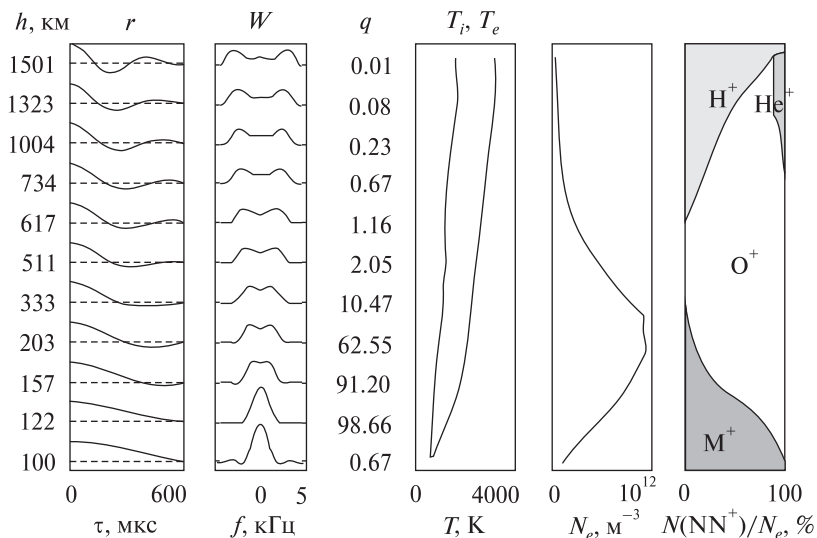 h, км r W q T_i, T_e
1501 0.01 H⁺ He⁺
1323 0.08
1004 0.23
734 0.67
617 1.16
511 2.05 O⁺
333 10.47
203 62.55
157 91.20
122 98.66
100 0.67 M⁺
0 600 0 5 0 4000 0 10¹² 0 100
τ, мкс f, кГц T, К N_e, м⁻³ N(NN⁺)/N_e, %